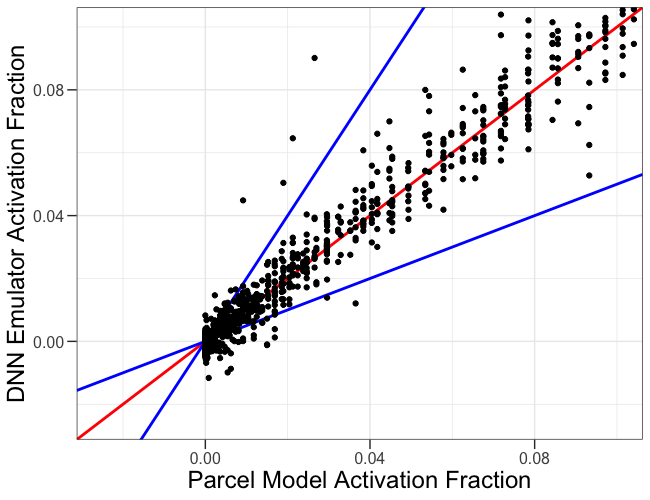 DNN Emulator Activation Fraction
0.08
0.04
0.00
0.00 0.04 0.08
Parcel Model Activation Fraction